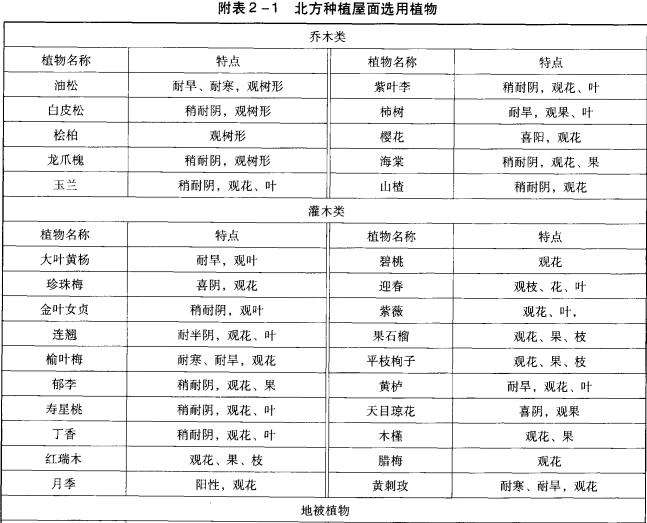 附表2-1 北方种植屋面选用植物
乔木类
植物名称 特点 植物名称 特点
油松 耐旱、耐寒，观树形 紫叶李 稍耐阴，观花、叶
白皮松 稍耐阴，观树形 柿树 耐旱，观果、叶
桧柏 观树形 樱花 喜阳，观花
龙爪槐 稍耐阴，观树形 海棠 稍耐阴，观花、果
玉兰 稍耐阴，观花、叶 山楂 稍耐阴，观花
灌木类
植物名称 特点 植物名称 特点
大叶黄杨 耐旱，观叶 碧桃 观花
珍珠梅 喜阴，观花 迎春 观枝、花、叶
金叶女贞 稍耐阴，观叶 紫薇 观花、叶，
连翘 耐半阴，观花、叶 果石榴 观花、果、枝
榆叶梅 耐寒、耐旱，观花 平枝栒子 观花、果、枝
郁李 稍耐阴，观花、果 黄栌 耐旱，观花、叶
寿星桃 稍耐阴，观花、叶 天目琼花 喜阴，观果
丁香 稍耐阴，观花、叶 木槿 观花、果
红瑞木 观花、果、枝 腊梅 观花
月季 阳性，观花 黄刺玫 耐寒、耐旱，观花
地被植物